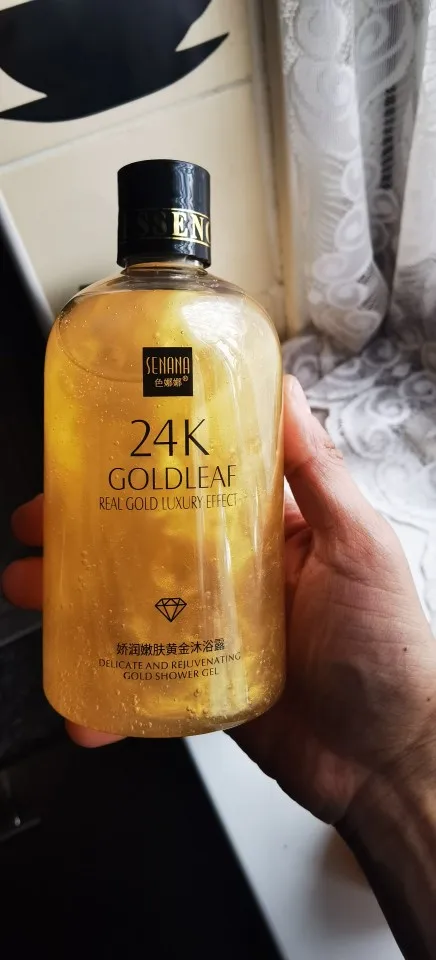 SENANA
色娜娜®
24K
GOLDLEAF
REAL GOLD LUXURY EFFECT
娇润嫩肤黄金沐浴露
DELICATE AND REJUVENATING
GOLD SHOWER GEL